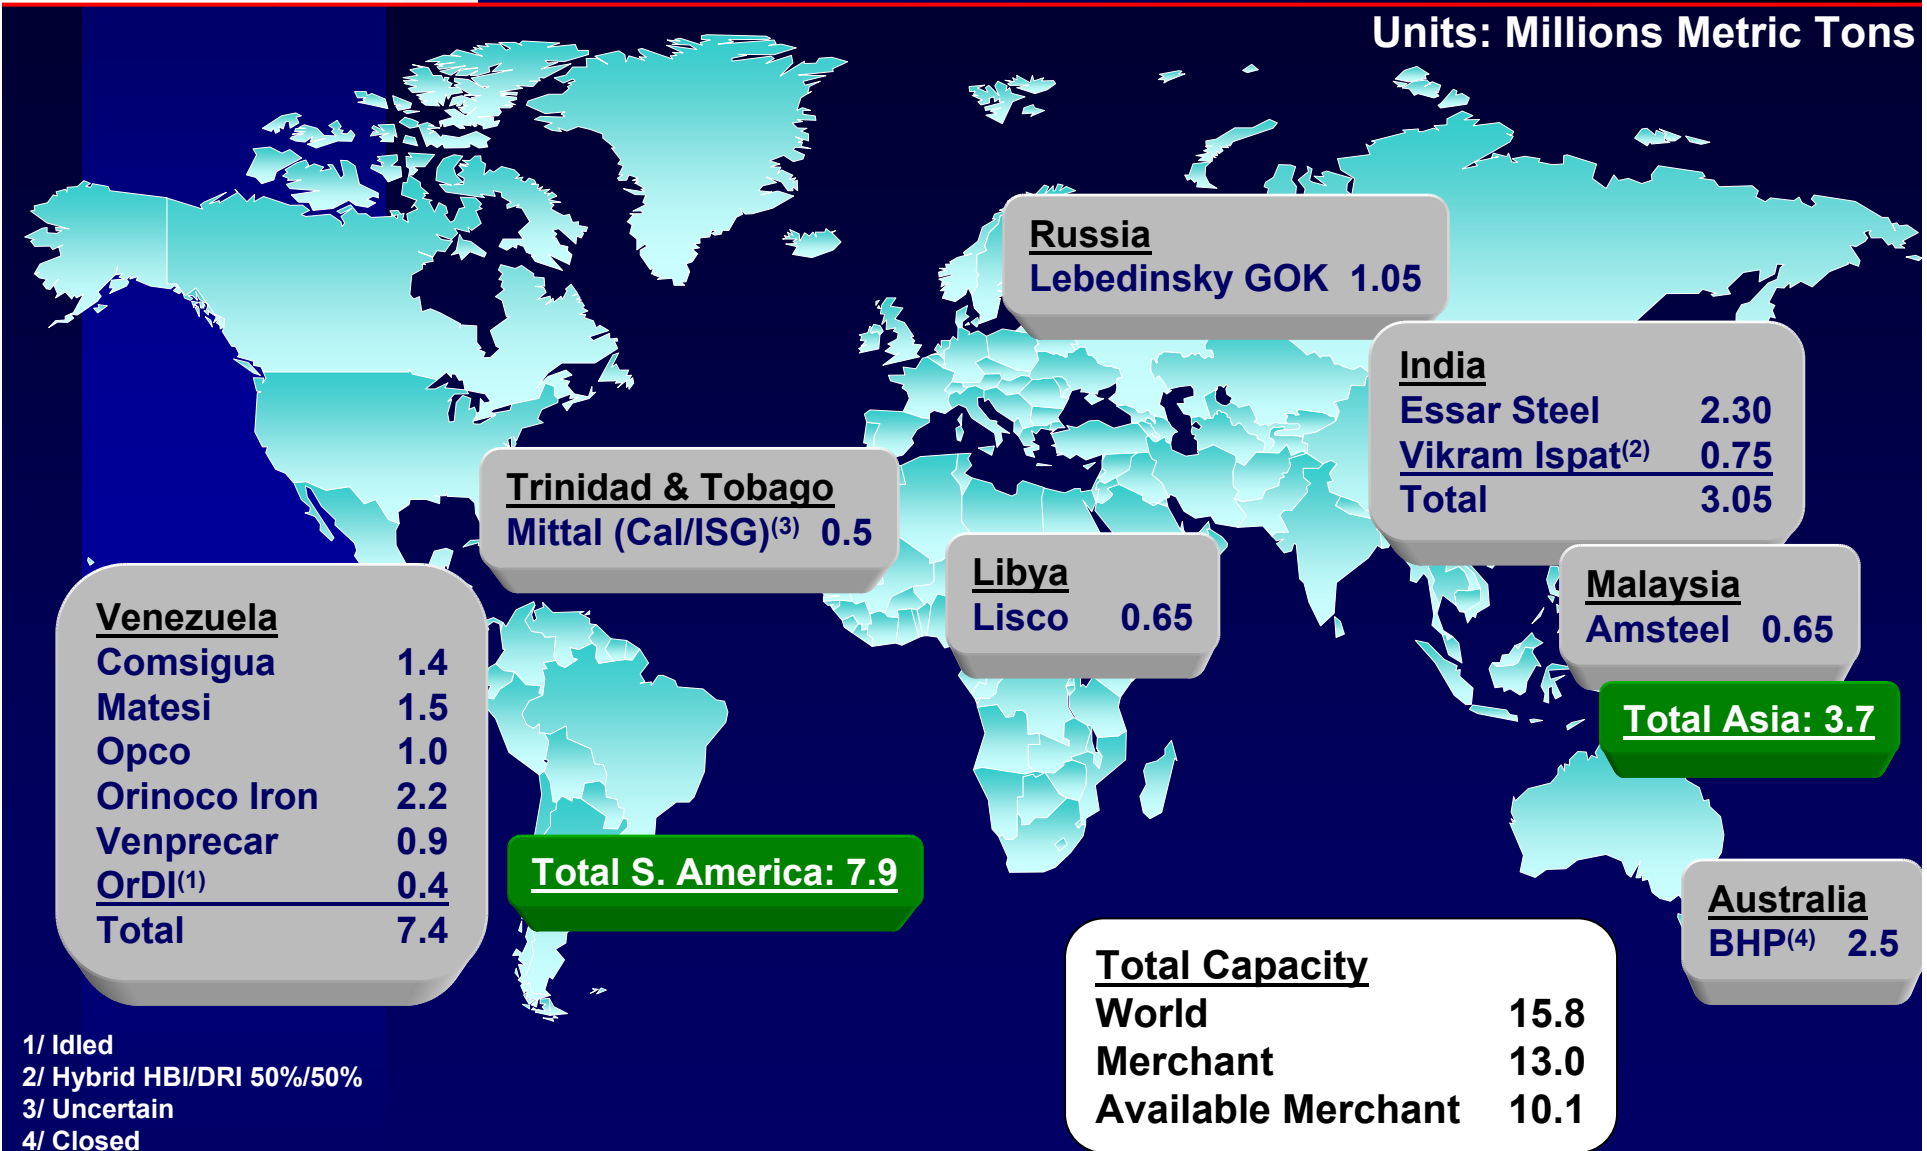 Units: Millions Metric Tons
Russia
Lebedinsky GOK 1.05
India
Essar Steel 2.30
Vikram Ispat(2) 0.75
Total 3.05
Trinidad & Tobago
Mittal (Cal/ISG)(3) 0.5
Libya
Lisco 0.65
Malaysia
Amsteel 0.65
Total Asia: 3.7
Venezuela
Comsigua 1.4
Matesi 1.5
Opco 1.0
Orinoco Iron 2.2
Venprecar 0.9
OrDI(1) 0.4
Total 7.4
Total S. America: 7.9
Australia
BHP(4) 2.5
Total Capacity
World 15.8
Merchant 13.0
Available Merchant 10.1
1/ Idled
2/ Hybrid HBI/DRI 50%/50%
3/ Uncertain
4/ Closed